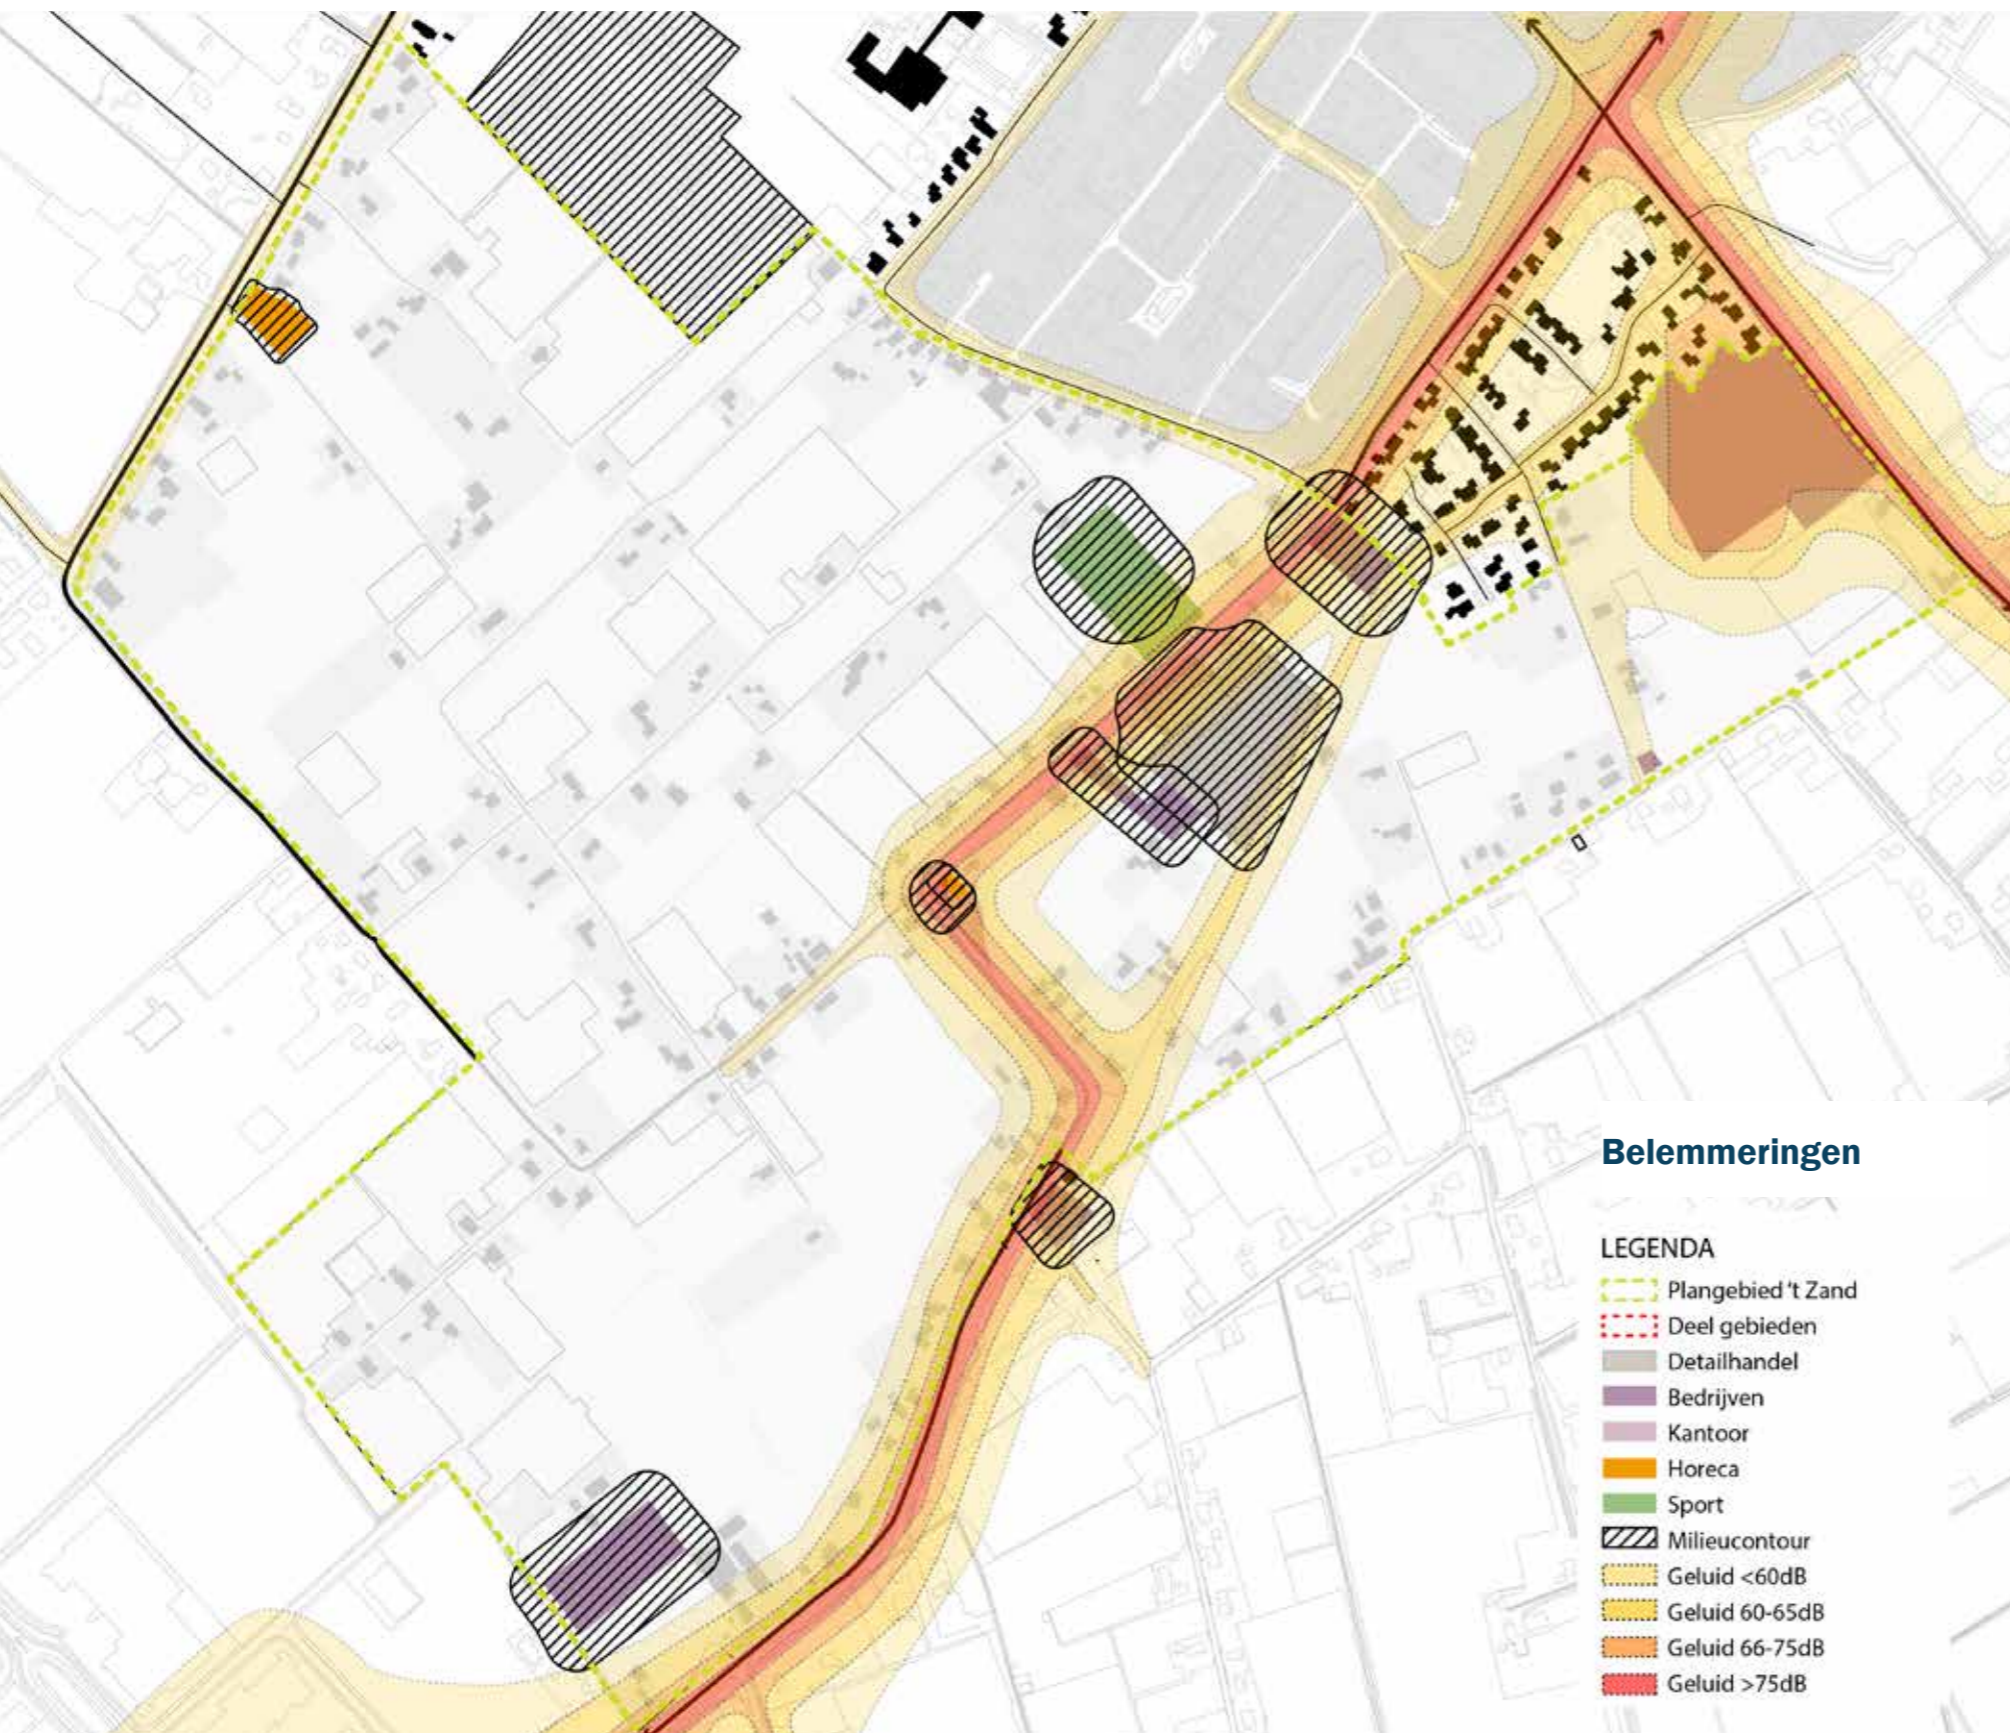 Belemmeringen
LEGENDA
Plangebied 't Zand
Deel gebieden
Detailhandel
Bedrijven
Kantoor
Horeca
Sport
Milieucontour
Geluid <60dB
Geluid 60-65dB
Geluid 66-75dB
Geluid >75dB